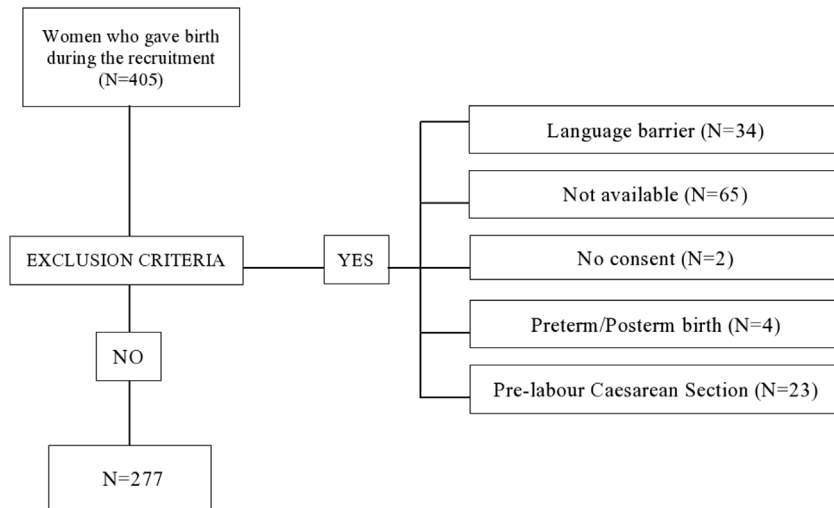 Women who gave birth
during the recruitment
(N=405)
Language barrier (N=34)
Not available (N=65)
EXCLUSION CRITERIA
YES
No consent (N=2)
Preterm/Posterm birth (N=4)
NO
Pre-labour Caesarean Section (N=23)
N=277